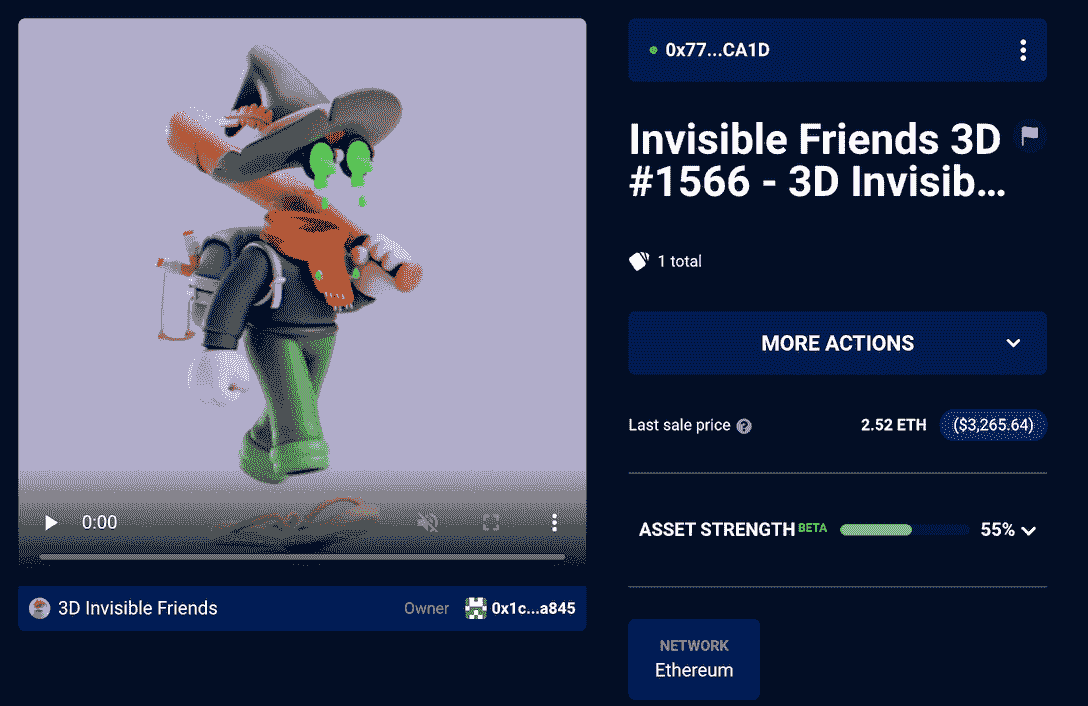 0x77...CA1D
Invisible Friends 3D
#1566 - 3D Invisib...
1 total
MORE ACTIONS
Last sale price ? 2.52 ETH ($3,265.64)
ASSET STRENGTH BETA 55%
0:00
3D Invisible Friends Owner 0x1c...a845
NETWORK
Ethereum